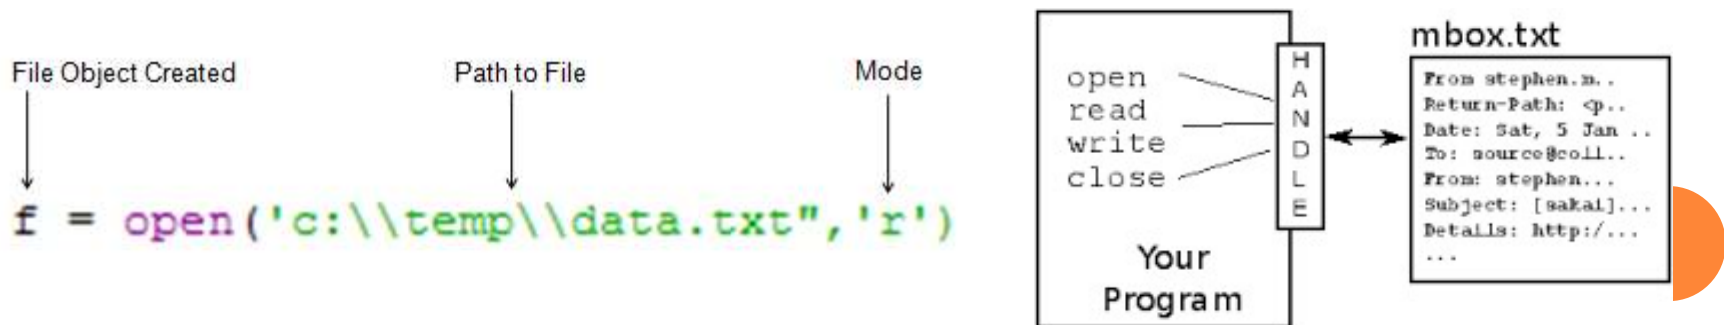 File Object Created
Path to File
Mode
f = open('c:\\temp\\data.txt",'r')
open
read
write
close
HANDLE
Your
Program
mbox.txt
From stephen.m..
Return-Path: <p..
Date: Sat, 5 Jan ..
To: source@coll..
From: stephen...
Subject: [sakai]...
Details: http:/...
...